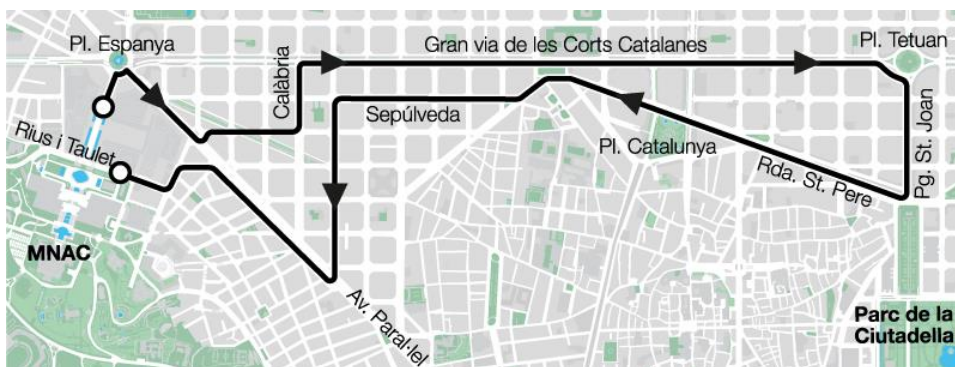 Pl. Espanya
Gran via de les Corts Catalanes
Pl. Tetuan
Calàbria
Sepúlveda
Rius i Taulet
Pl. Catalunya
Rda. St. Pere
Pg. St. Joan
MNAC
Av. Paral·lel
Parc de la
Ciutadella